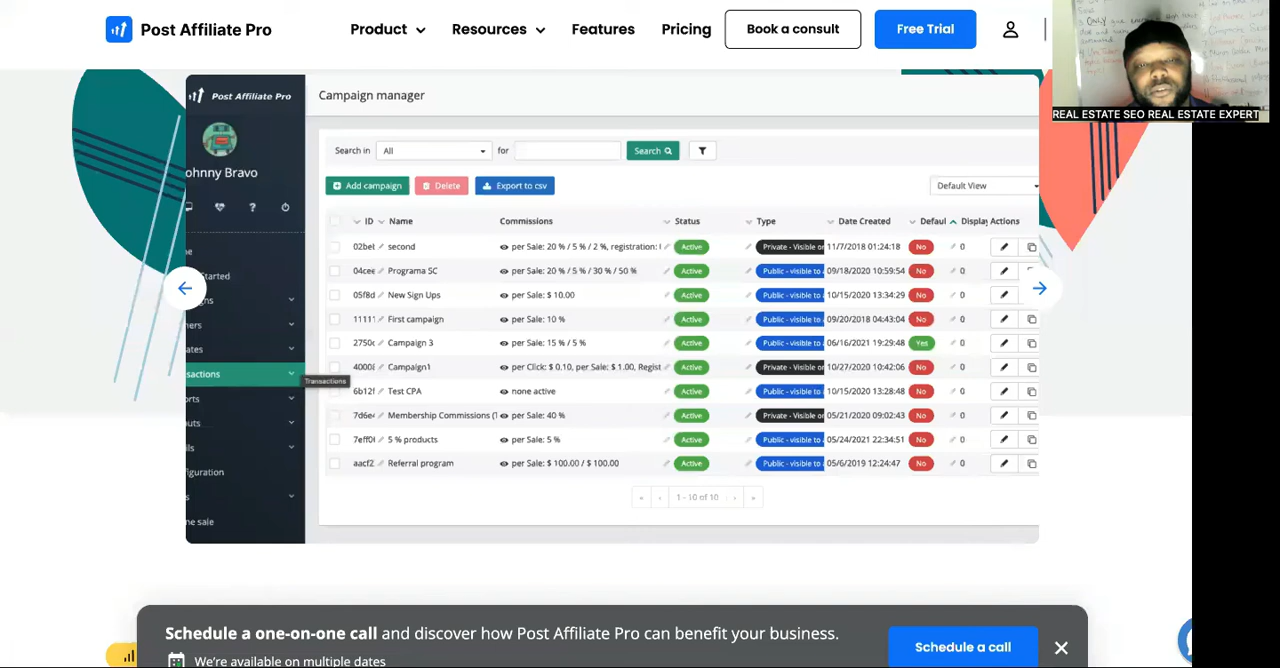 Post Affiliate Pro
Product
Resources
Features
Pricing
Book a consult
Free Trial
REAL ESTATE SEO REAL ESTATE EXPERT
Post Affiliate Pro
Campaign manager
ohnny Bravo
Search in All for Search
Add campaign Delete Export to csv Default View
ID Name Commissions Status Type Date Created Defaul Display Actions
second per Sale: 20 % / 5 % / 2 %, registration: Active Private - Visible 11/7/2018 01:24:18 No 0
04cee Programa SC per Sale: 20 % / 5 % / 30 % / 50 % Active Public - visible to 09/18/2020 10:59:54 No 0
05f8d New Sign Ups per Sale: $ 10.00 Active Public - visible to 10/15/2020 13:34:29 No 0
11111 First campaign per Sale: 10 % Active Public - visible to 09/20/2018 04:43:04 No 0
2750c Campaign 3 per Sale: 15 % / 5 % Active Public - visible to 06/16/2021 19:29:48 Yes 0
Campaign1 per Click: $ 0.10, per Sale: $ 1.00, Regist Active Private - Visible 10/27/2020 10:42:06 No 0
Test CPA none active Active Public - visible to 10/15/2020 13:28:48 No 0
7d6e Membership Commissions per Sale: 40 % Active Private - Visible 05/21/2020 09:02:43 No 0
5 % products per Sale: 5 % Active Public - visible to 05/24/2021 22:34:51 No 0
aacf2 Referral program per Sale: $ 100.00 / $ 100.00 Active Public - visible to 05/6/2019 12:24:47 No 0
1 - 10 of 10
me
Started
gns
ners
ates
sactions
Transactions
orts
outs
ils
figuration
s
ne sale
Schedule a one-on-one call and discover how Post Affiliate Pro can benefit your business.
We're available on multiple dates
Schedule a call